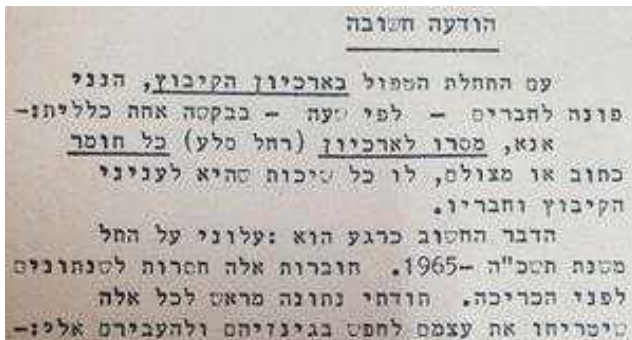 הודעה חשובה
עם התחלת הטפול בארכיון הקיבוץ, הנני
פונה לחברים - לפי שעה - בבקשה אחת כללית:-
אנא, מסרו לארכיון (רחל סלע) כל חומר
כתוב או מצולם, לו כל שיכות שהיא לעניני
הקיבוץ וחבריו.
הדבר החשוב כרגע הוא :עלוני על החל
משנת תשכ"ה -1965. חוברות אלה חסרות לשנתונים
לפני הכריכה. תודתי נתונה מראש לכל אלה
שיטריחו את עצמם לחפש בגינזיהם ולהעבירם אלי:-